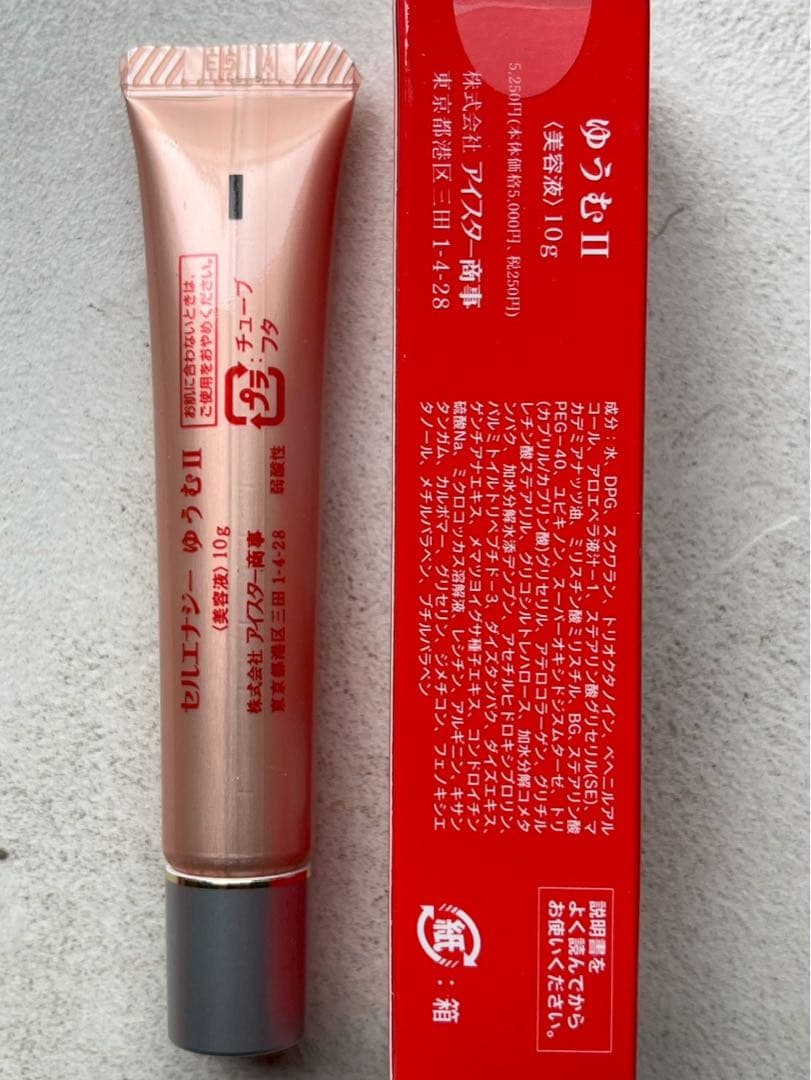 E51A
お肌に合わないときは、
ご使用をおやめください。
プラ
:チューブ
フタ
セルエナジー ゆうむII
〈美容液〉10g
弱酸性
株式会社 アイスター商事
東京都港区三田1-4-28
ゆうむII
〈美容液〉10g
5,250円(本体価格5,000円、税250円)
株式会社 アイスター商事
東京都港区三田1-4-28
成分:水、DPG、スクワラン、トリオクタノイン、ベヘニルアル
コール、アロエベラ液汁-1、ステアリン酸グリセリル(SE)、マ
カデミアナッツ油、ミリスチン酸ミリスチル、BG、ステアリン酸
PEG-40、ユビキノン、スーパーオキシドジスムターゼ、トリ
(カプリル/カプリン酸)グリセリル、アテロコラーゲン、グリチル
レチン酸ステアリル、グリコシルトレハロース、加水分解コメタ
ンパク、加水分解水添デンプン、アセチルヒドロキシプロリン、
パルミトイルトリペプチド-3、ダイズタンパク、ダイズエキス、
ゲンチアナエキス、メマツヨイグサ種子エキス、コンドロイチン
硫酸Na、ミクロコッカス溶解液、レシチン、アルギニン、キサン
タンガム、カルボマー、グリセリン、ジメチコン、フェノキシエ
タノール、メチルパラベン、ブチルパラベン
説明書を
よく読んでから
お使いください。
紙
:箱